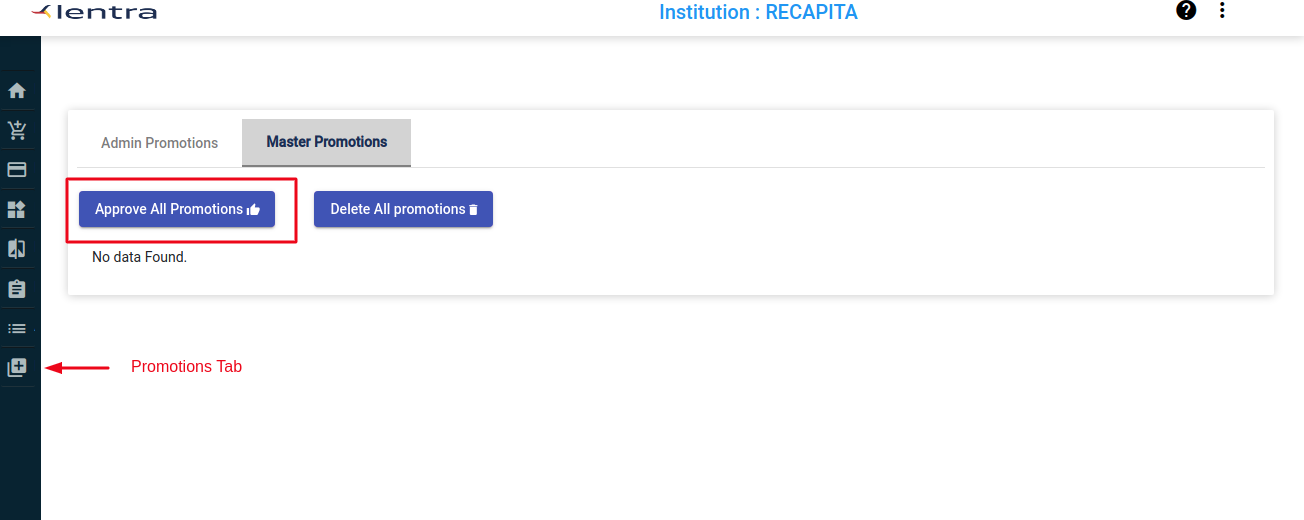 lentra
Institution : RECAPITA
Admin Promotions
Master Promotions
Approve All Promotions
Delete All promotions
No data Found.
Promotions Tab